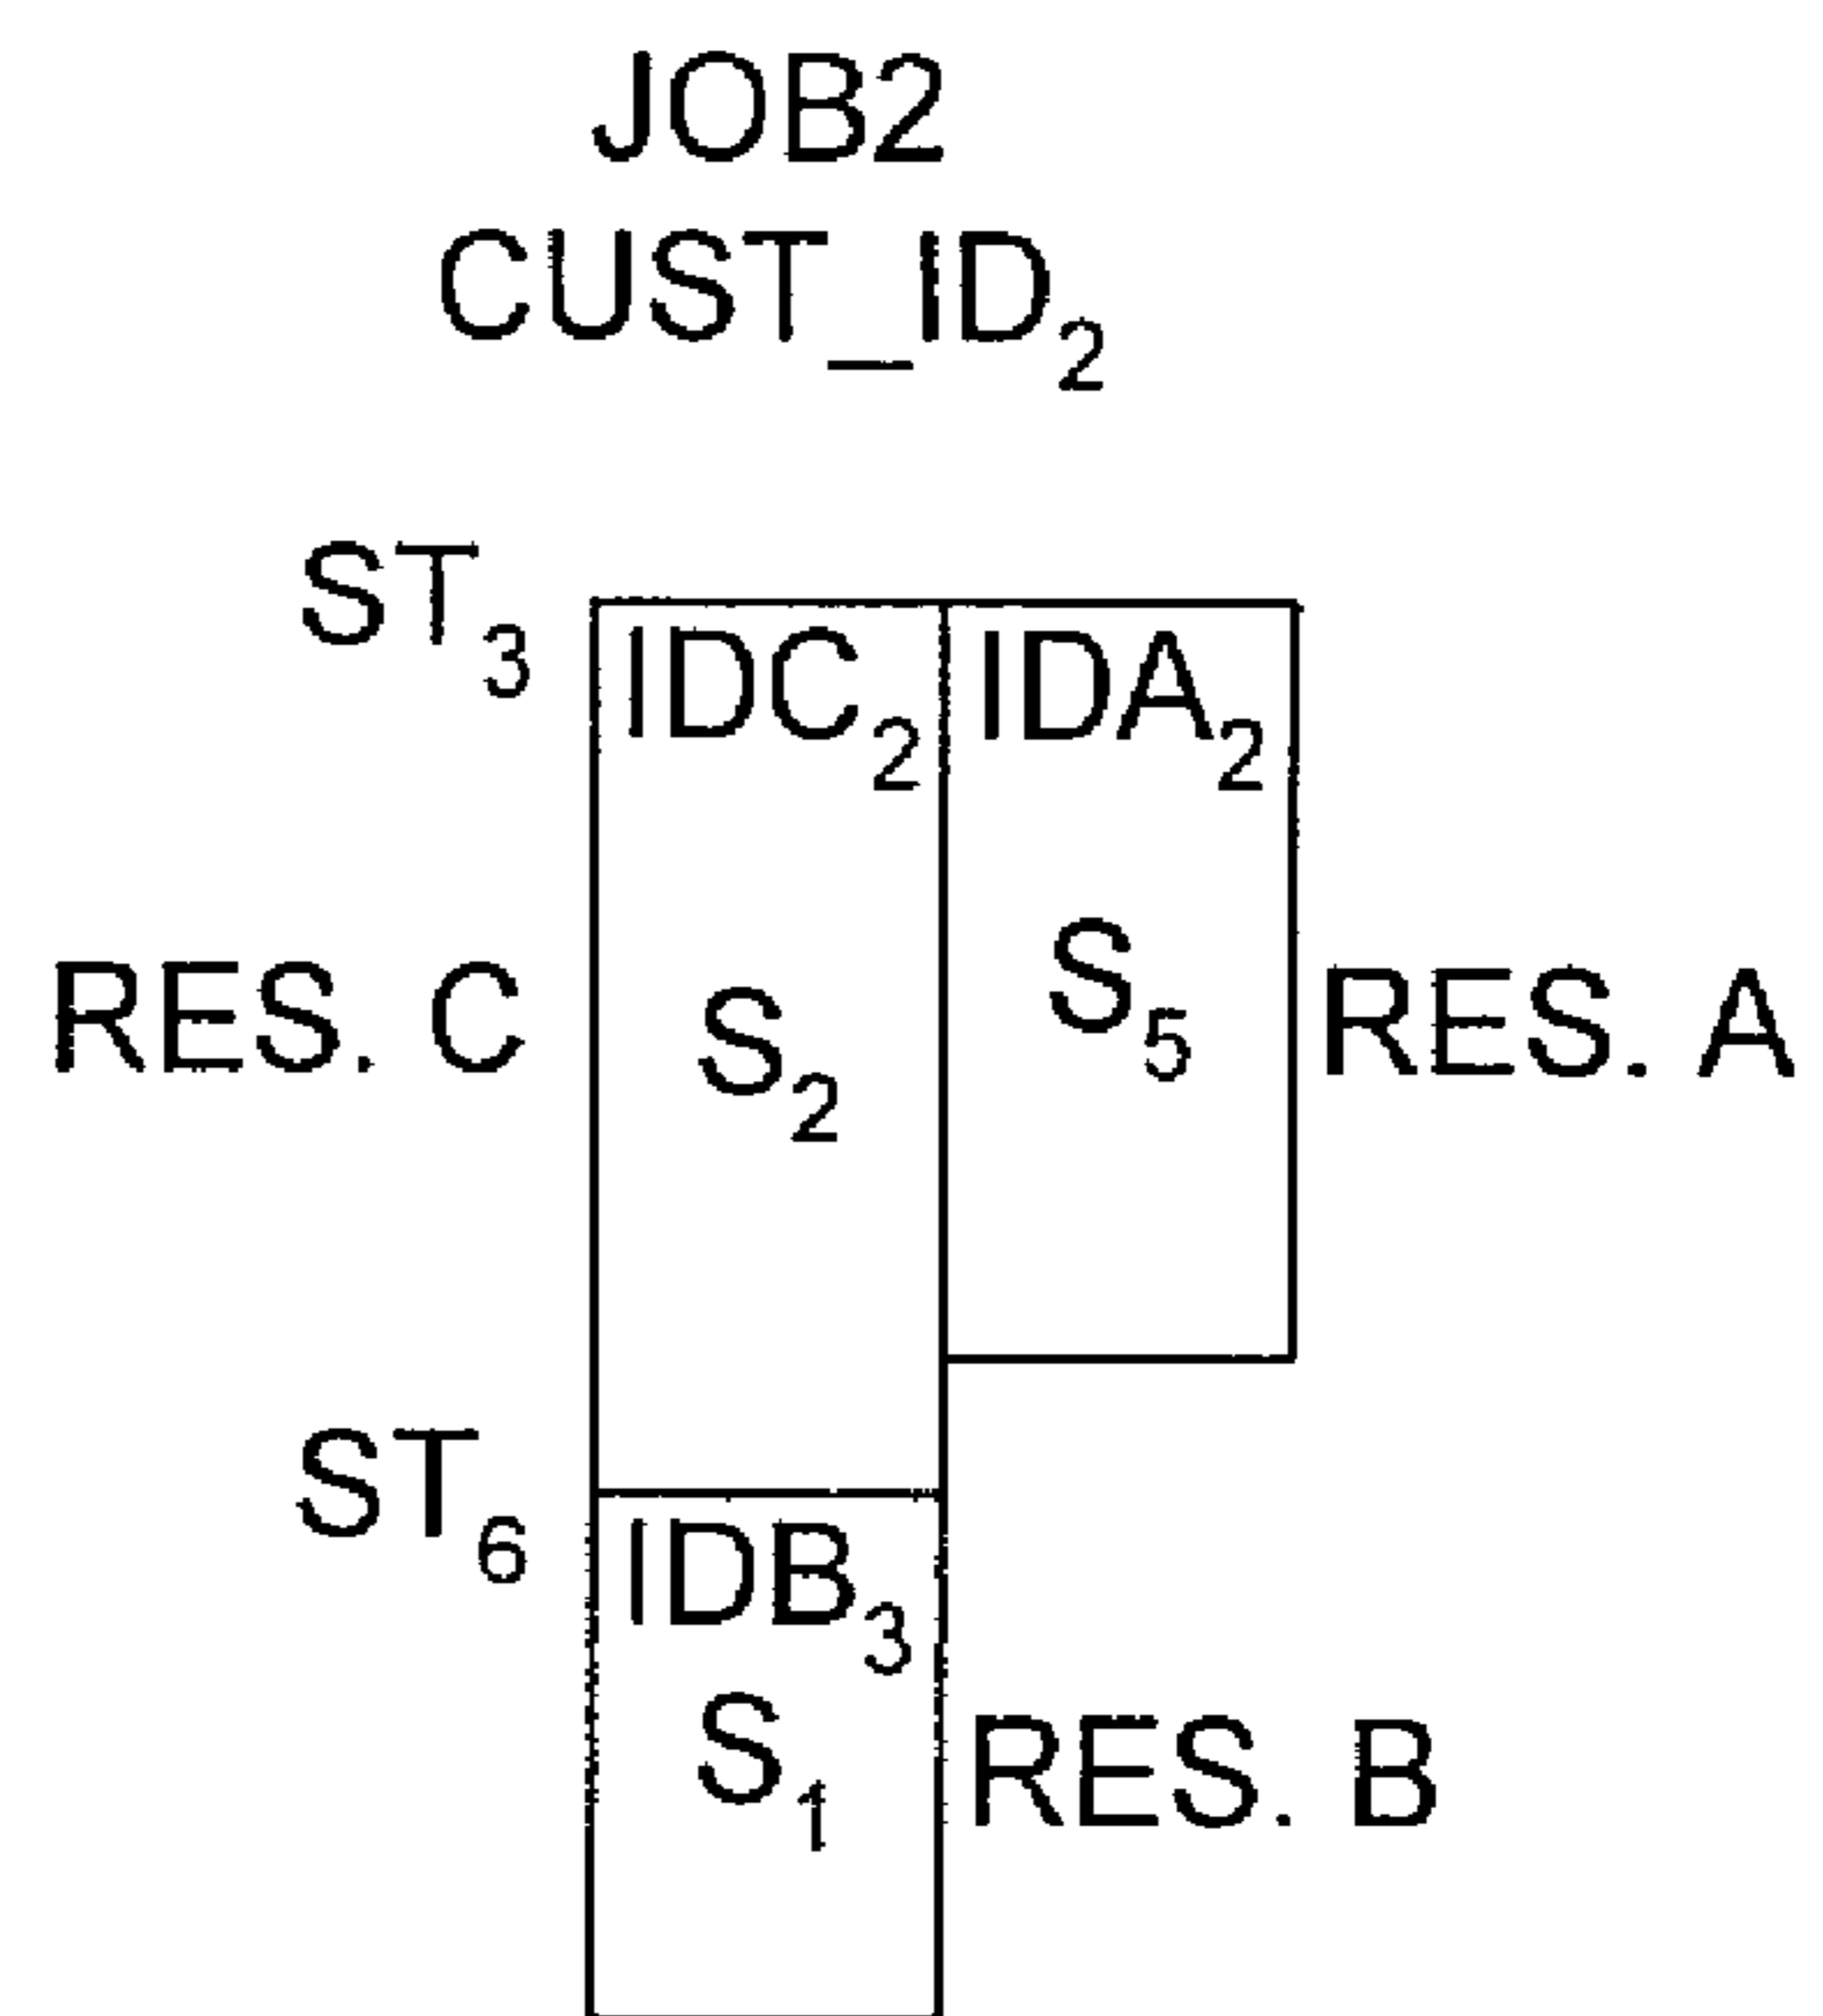 JOB2
CUST_ID₂
ST₃
IDC₂ IDA₂
RES. C S₂ S₅ RES. A
ST₆
IDB₃
S₁ RES. B